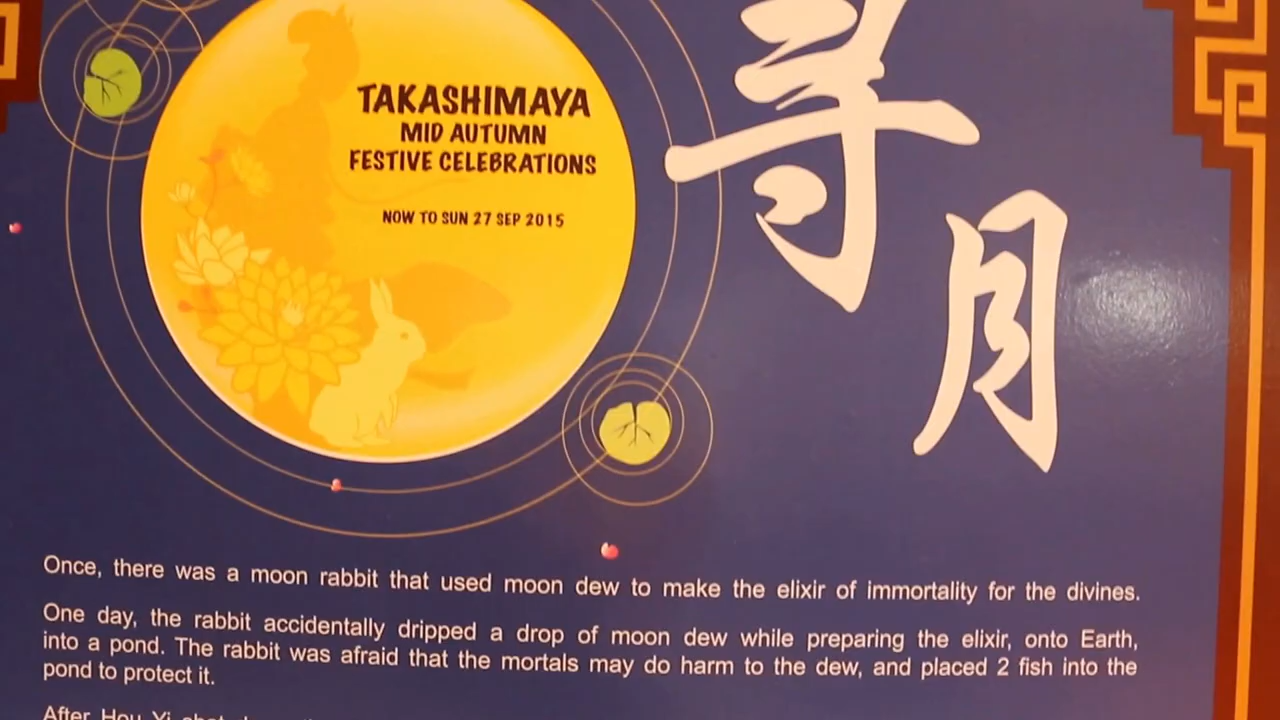 TAKASHIMAYA
MID AUTUMN
FESTIVE CELEBRATIONS
NOW TO SUN 27 SEP 2015
寻
月
Once, there was a moon rabbit that used moon dew to make the elixir of immortality for the divines.
One day, the rabbit accidentally dripped a drop of moon dew while preparing the elixir, onto Earth,
into a pond. The rabbit was afraid that the mortals may do harm to the dew, and placed 2 fish into the
pond to protect it.
After Hou Yi shot